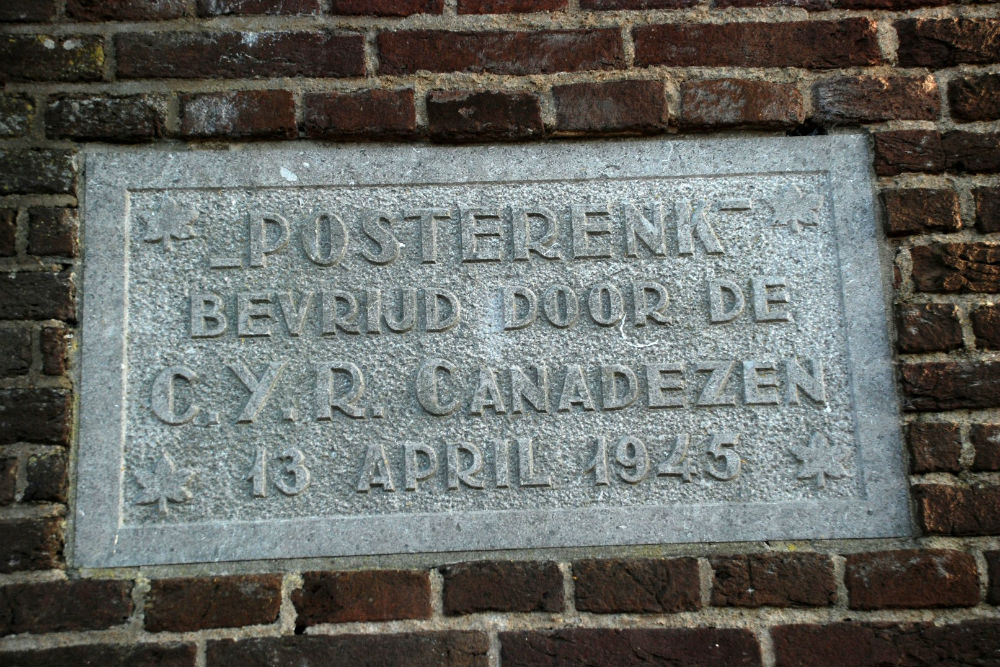 „POSTERENK”
BEVRIJD DOOR DE
C.Y.R. CANADEZEN
13 APRIL 1945